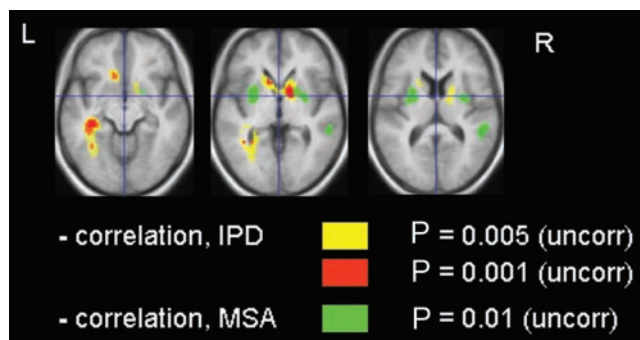 L
R
- correlation, IPD P = 0.005 (uncorr)
P = 0.001 (uncorr)
- correlation, MSA P = 0.01 (uncorr)